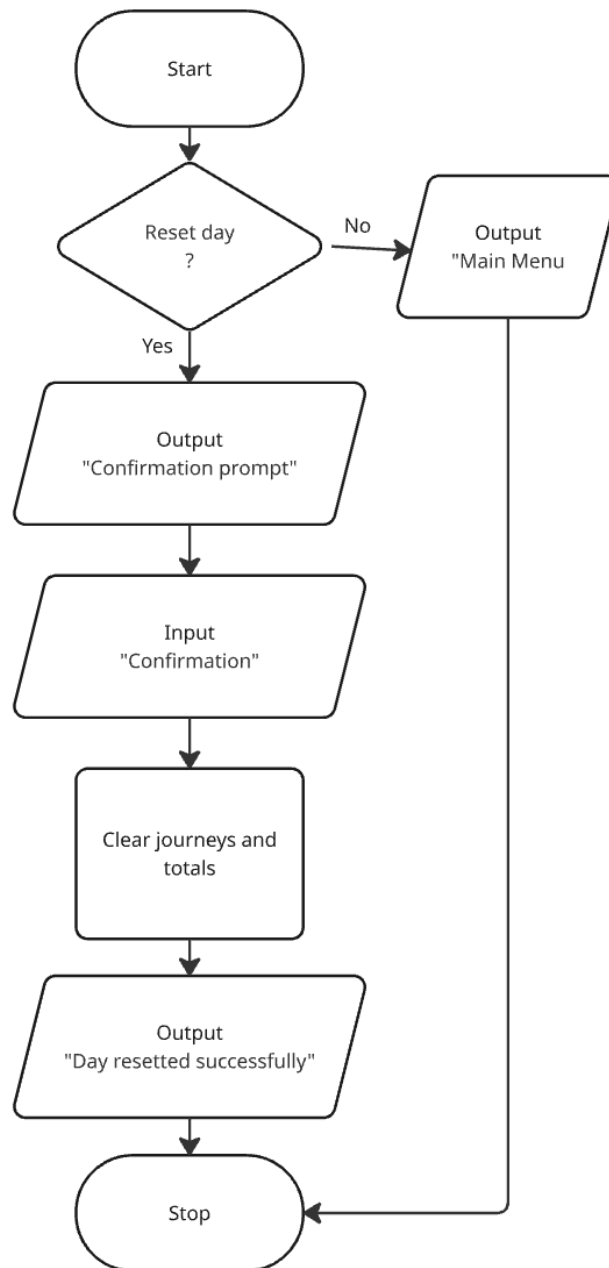 Start
Reset day
?
No
Output
"Main Menu
Yes
Output
"Confirmation prompt"
Input
"Confirmation"
Clear journeys and
totals
Output
"Day resetted successfully"
Stop